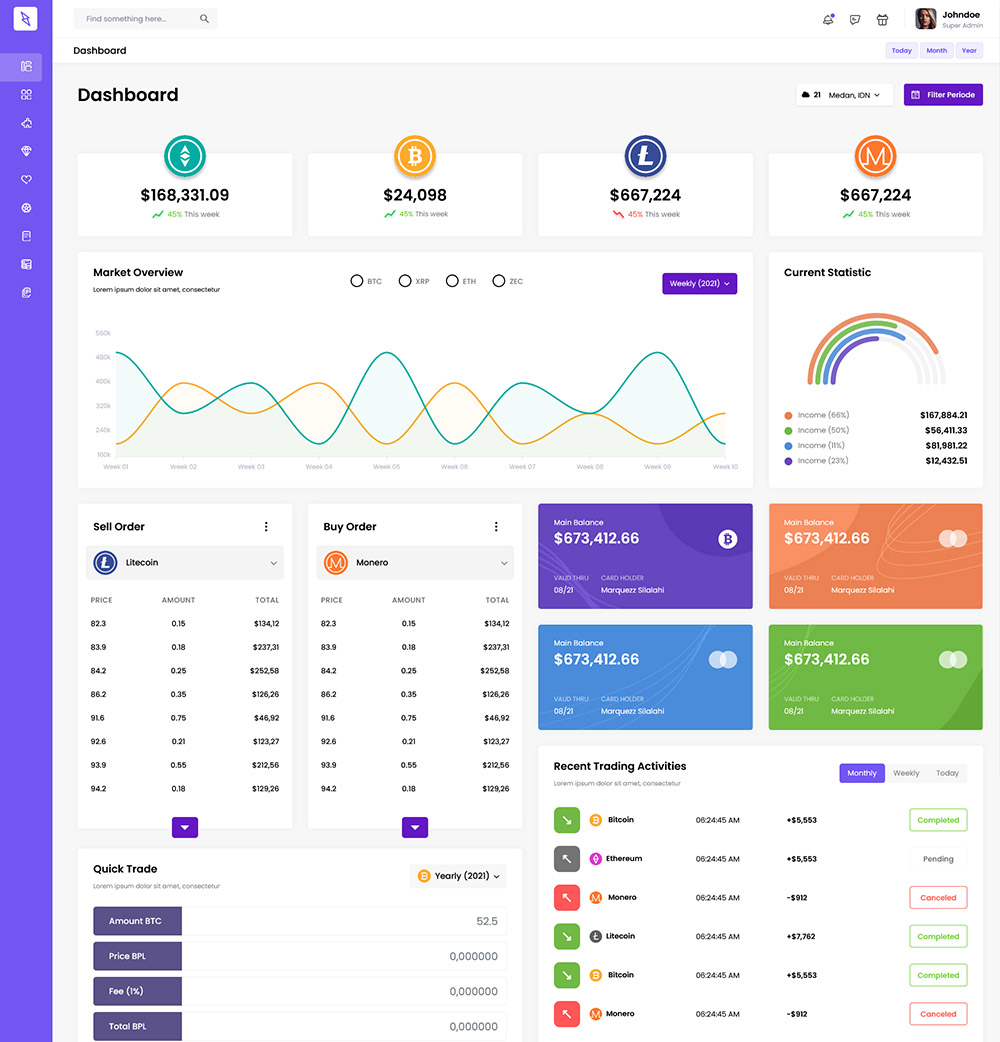 Find something here...
Johndoe
Super Admin
Dashboard
Today Month Year
Dashboard
21 Medan, IDN
Filter Periode
$168,331.09
45% This week
$24,098
45% This week
$667,224
45% This week
$667,224
45% This week
Market Overview
Lorem ipsum dolor sit amet, consectetur
BTC XRP ETH ZEC
Weekly (2021)
560k
480k
400k
320k
240k
160k
Week 01 Week 02 Week 03 Week 04 Week 05 Week 06 Week 07 Week 08 Week 09 Week 10
Current Statistic
Income (66%) $167,884.21
Income (50%) $56,411.33
Income (11%) $81,981.22
Income (23%) $12,432.51
Sell Order
Litecoin
PRICE AMOUNT TOTAL
82.3 0.15 $134,12
83.9 0.18 $237,31
84.2 0.25 $252,58
86.2 0.35 $126,26
91.6 0.75 $46,92
92.6 0.21 $123,27
93.9 0.55 $212,56
94.2 0.18 $129,26
Buy Order
Monero
PRICE AMOUNT TOTAL
82.3 0.15 $134,12
83.9 0.18 $237,31
84.2 0.25 $252,58
86.2 0.35 $126,26
91.6 0.75 $46,92
92.6 0.21 $123,27
93.9 0.55 $212,56
94.2 0.18 $129,26
Main Balance
$673,412.66
VALID THRU CARD HOLDER
08/21 Marquezz Silalahi
Main Balance
$673,412.66
VALID THRU CARD HOLDER
08/21 Marquezz Silalahi
Main Balance
$673,412.66
VALID THRU CARD HOLDER
08/21 Marquezz Silalahi
Main Balance
$673,412.66
VALID THRU CARD HOLDER
08/21 Marquezz Silalahi
Quick Trade
Lorem ipsum dolor sit amet, consectetur
Yearly (2021)
Amount BTC 52.5
Price BPL 0,000000
Fee (1%) 0,000000
Total BPL 0,000000
Recent Trading Activities
Lorem ipsum dolor sit amet, consectetur
Monthly Weekly Today
Bitcoin 06:24:45 AM +$5,553 Completed
Ethereum 06:24:45 AM +$5,553 Pending
Monero 06:24:45 AM -$912 Canceled
Litecoin 06:24:45 AM +$7,762 Completed
Bitcoin 06:24:45 AM +$5,553 Completed
Monero 06:24:45 AM -$912 Canceled